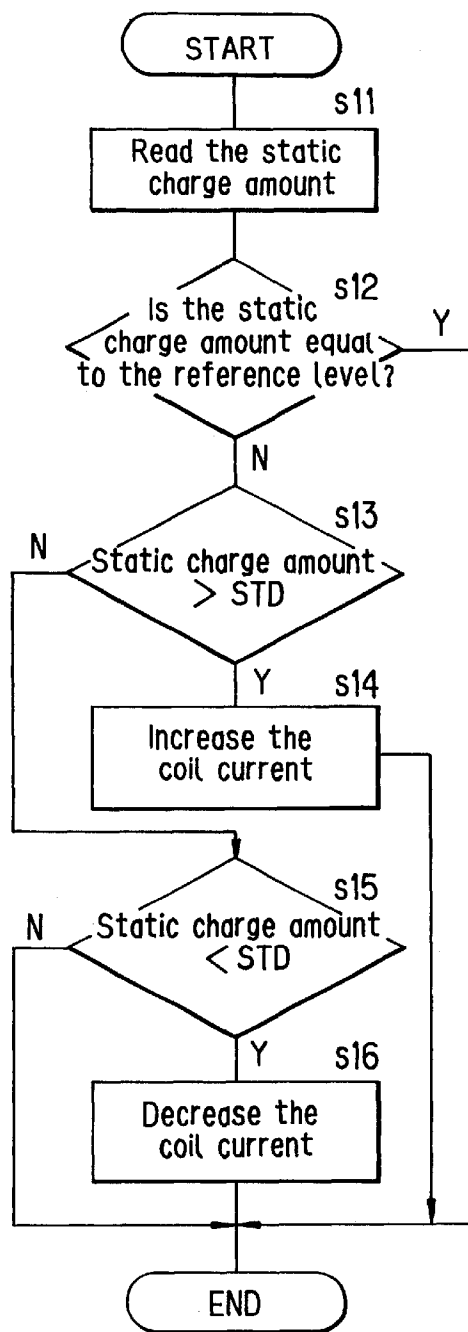 START
s11
Read the static
charge amount
s12
Is the static
charge amount equal
to the reference level?
Y
N
s13
N
Static charge amount
> STD
Y
s14
Increase the
coil current
s15
N
Static charge amount
< STD
Y
s16
Decrease the
coil current
END